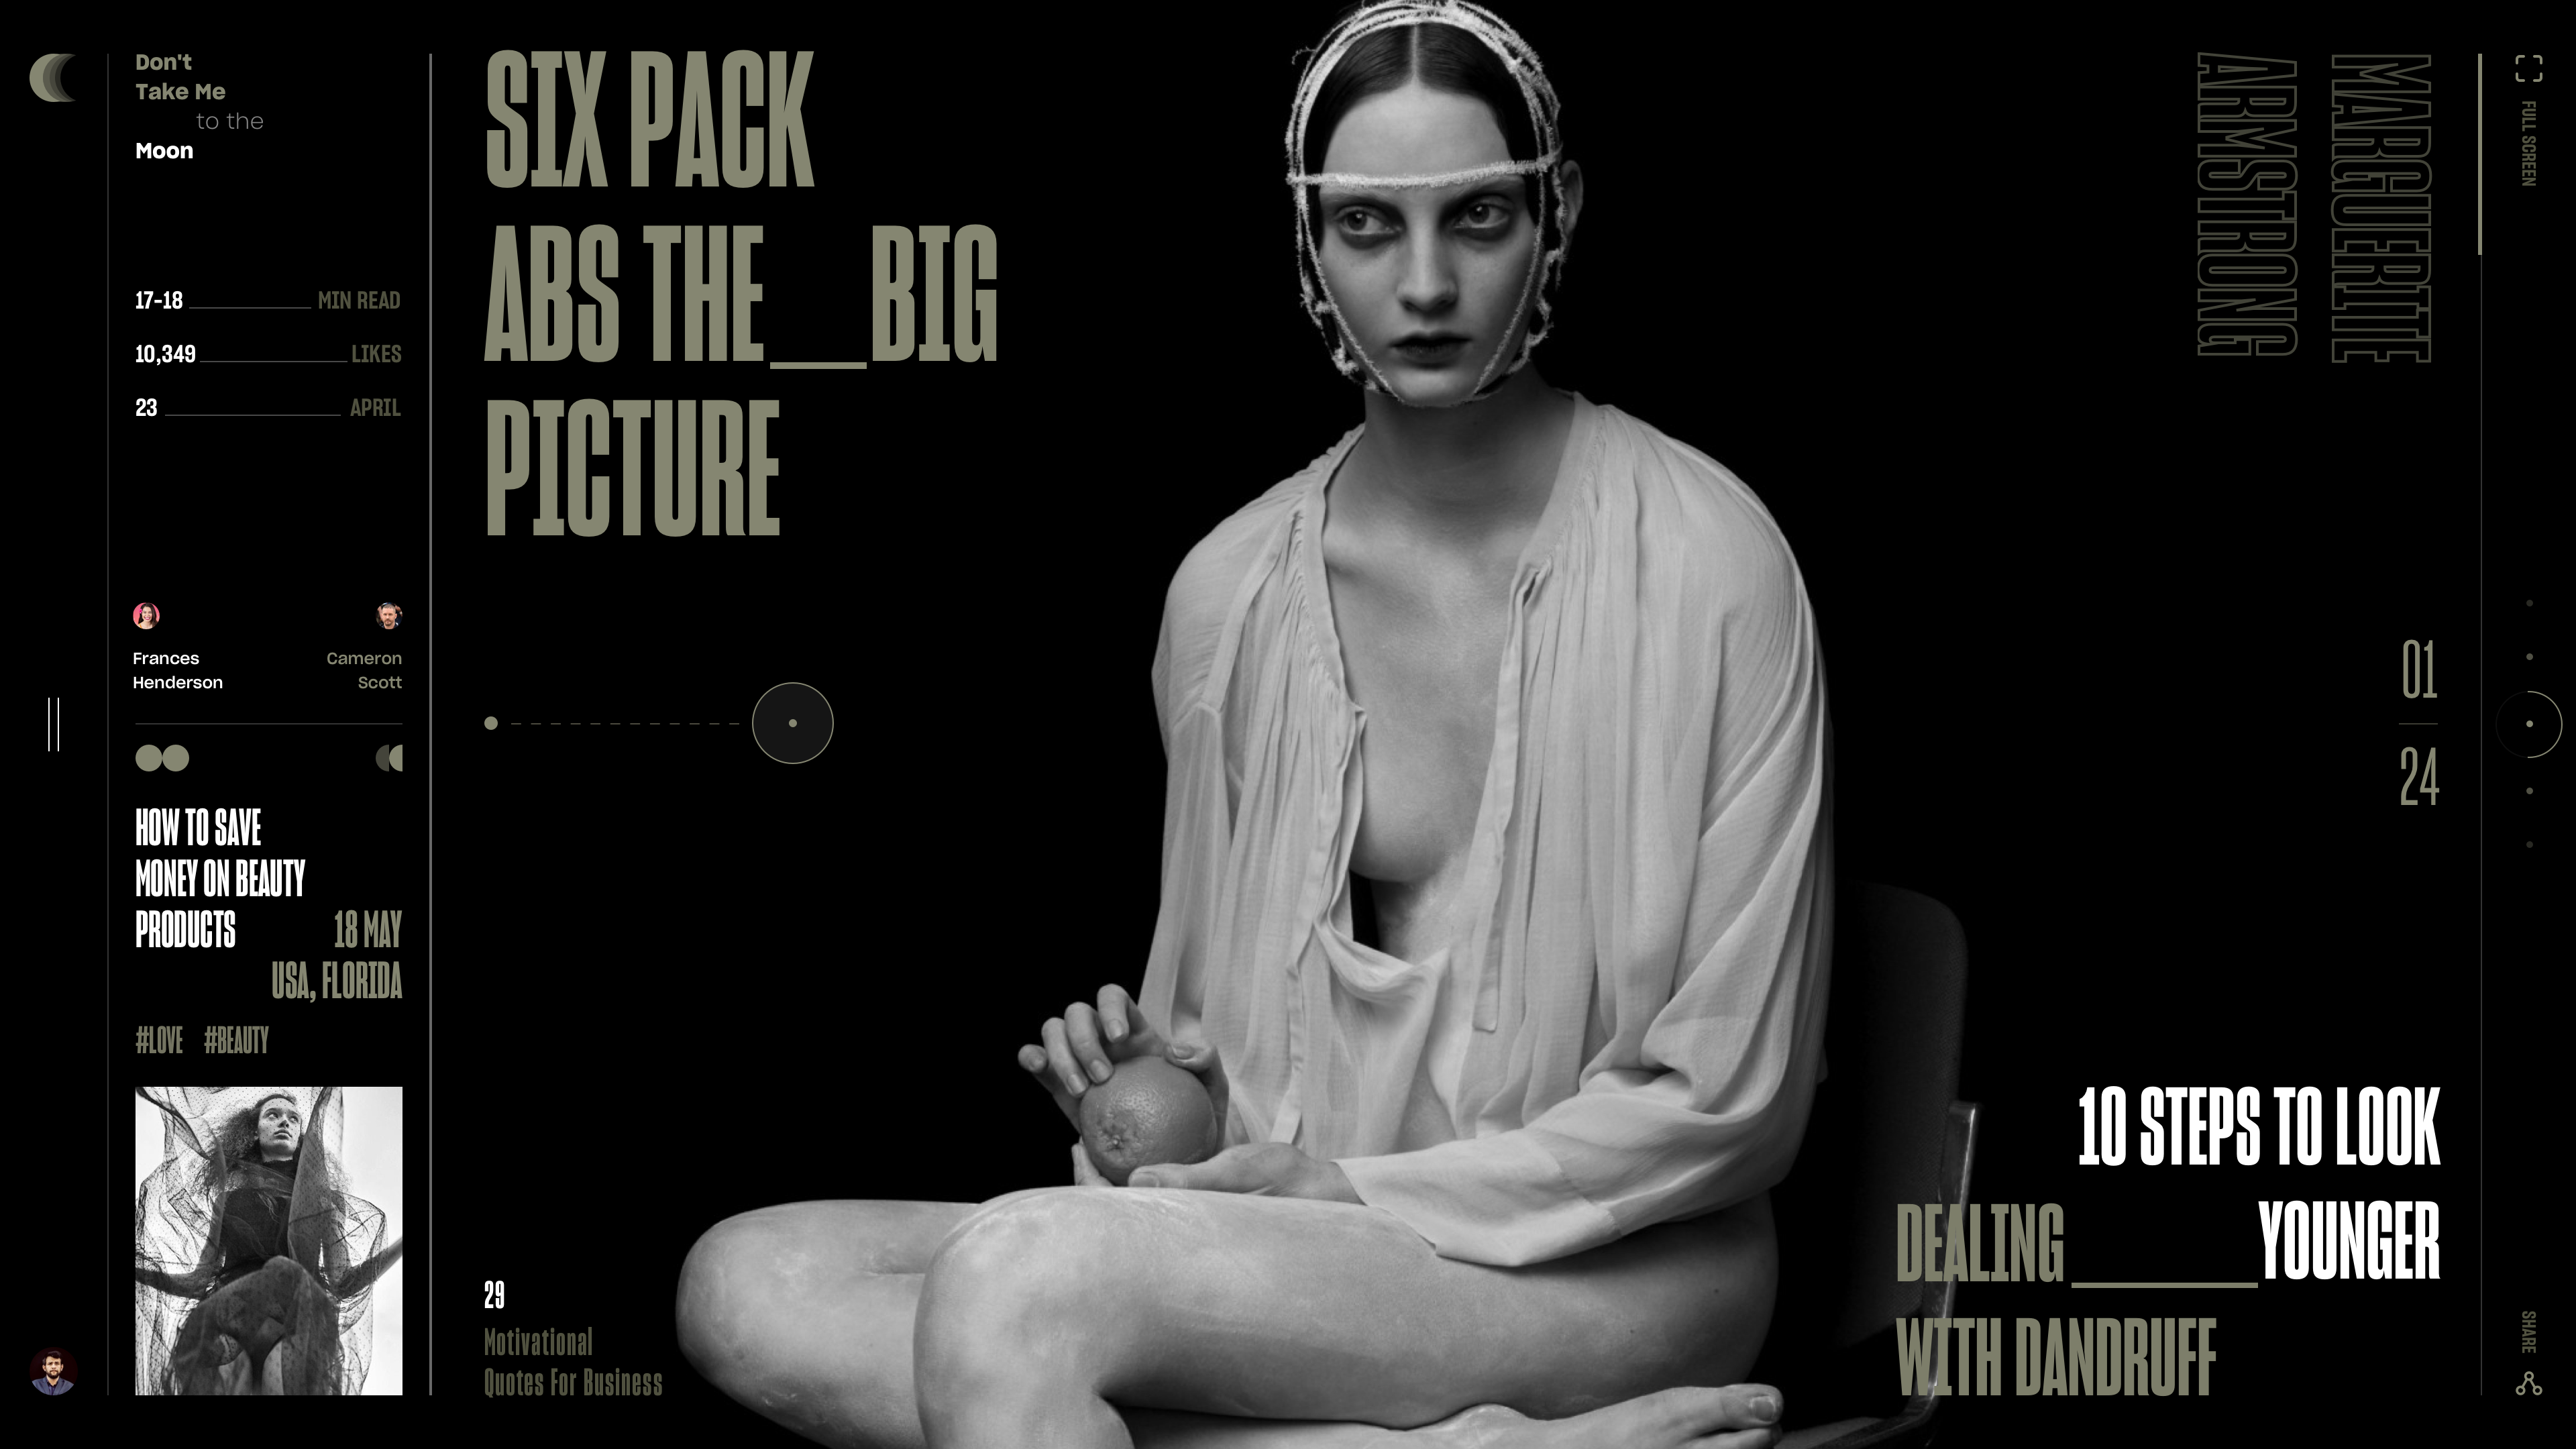 Don't
Take Me
to the
Moon
17-18 MIN READ
10,349 LIKES
23 APRIL
Frances
Henderson
Cameron
Scott
HOW TO SAVE
MONEY ON BEAUTY
PRODUCTS
18 MAY
USA, FLORIDA
#LOVE #BEAUTY
SIX PACK
ABS THE__BIG
PICTURE
29
Motivational
Quotes For Business
MARGUERITE
ARMSTRONG
01
24
10 STEPS TO LOOK
YOUNGER
DEALING
WITH DANDRUFF
FULL SCREEN
SHARE